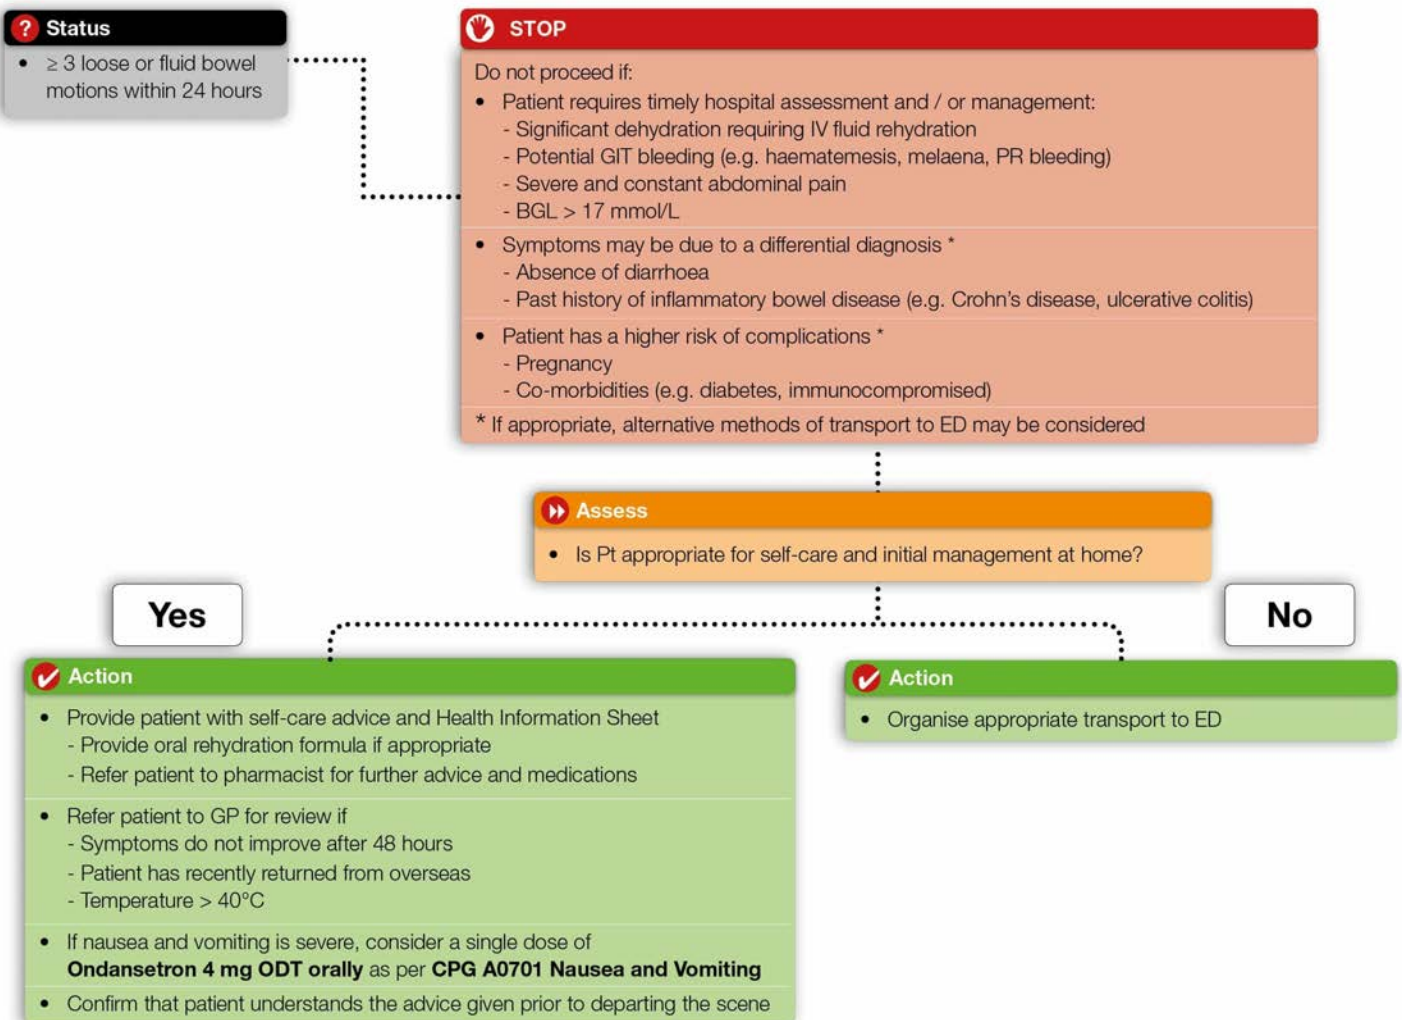 ? Status
• ≥ 3 loose or fluid bowel
motions within 24 hours
STOP
Do not proceed if:
• Patient requires timely hospital assessment and / or management:
- Significant dehydration requiring IV fluid rehydration
- Potential GIT bleeding (e.g. haematemesis, melaena, PR bleeding)
- Severe and constant abdominal pain
- BGL > 17 mmol/L
• Symptoms may be due to a differential diagnosis *
- Absence of diarrhoea
- Past history of inflammatory bowel disease (e.g. Crohn's disease, ulcerative colitis)
• Patient has a higher risk of complications *
- Pregnancy
- Co-morbidities (e.g. diabetes, immunocompromised)
* If appropriate, alternative methods of transport to ED may be considered
Assess
• Is Pt appropriate for self-care and initial management at home?
Yes
No
Action
• Provide patient with self-care advice and Health Information Sheet
- Provide oral rehydration formula if appropriate
- Refer patient to pharmacist for further advice and medications
• Refer patient to GP for review if
- Symptoms do not improve after 48 hours
- Patient has recently returned from overseas
- Temperature > 40°C
• If nausea and vomiting is severe, consider a single dose of
Ondansetron 4 mg ODT orally as per CPG A0701 Nausea and Vomiting
• Confirm that patient understands the advice given prior to departing the scene
Action
• Organise appropriate transport to ED